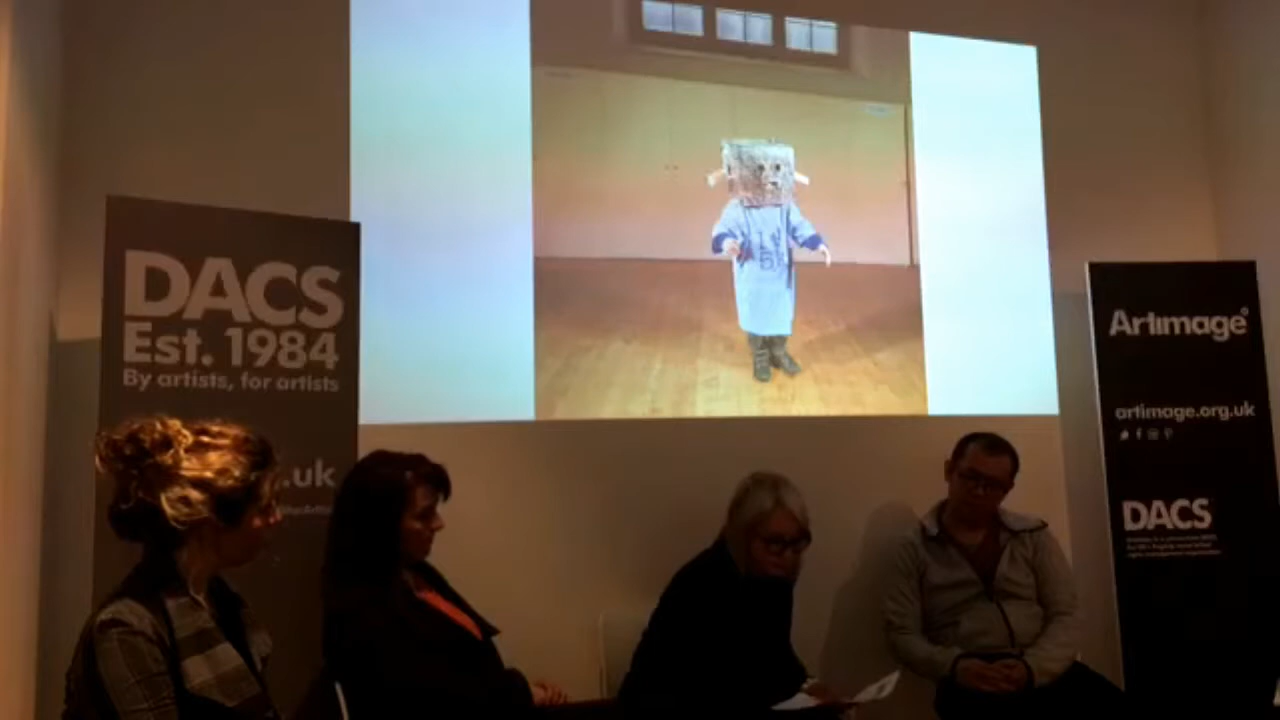 DACS
Est. 1984
By artists, for artists
.uk
Artimage
artimage.org.uk
DACS